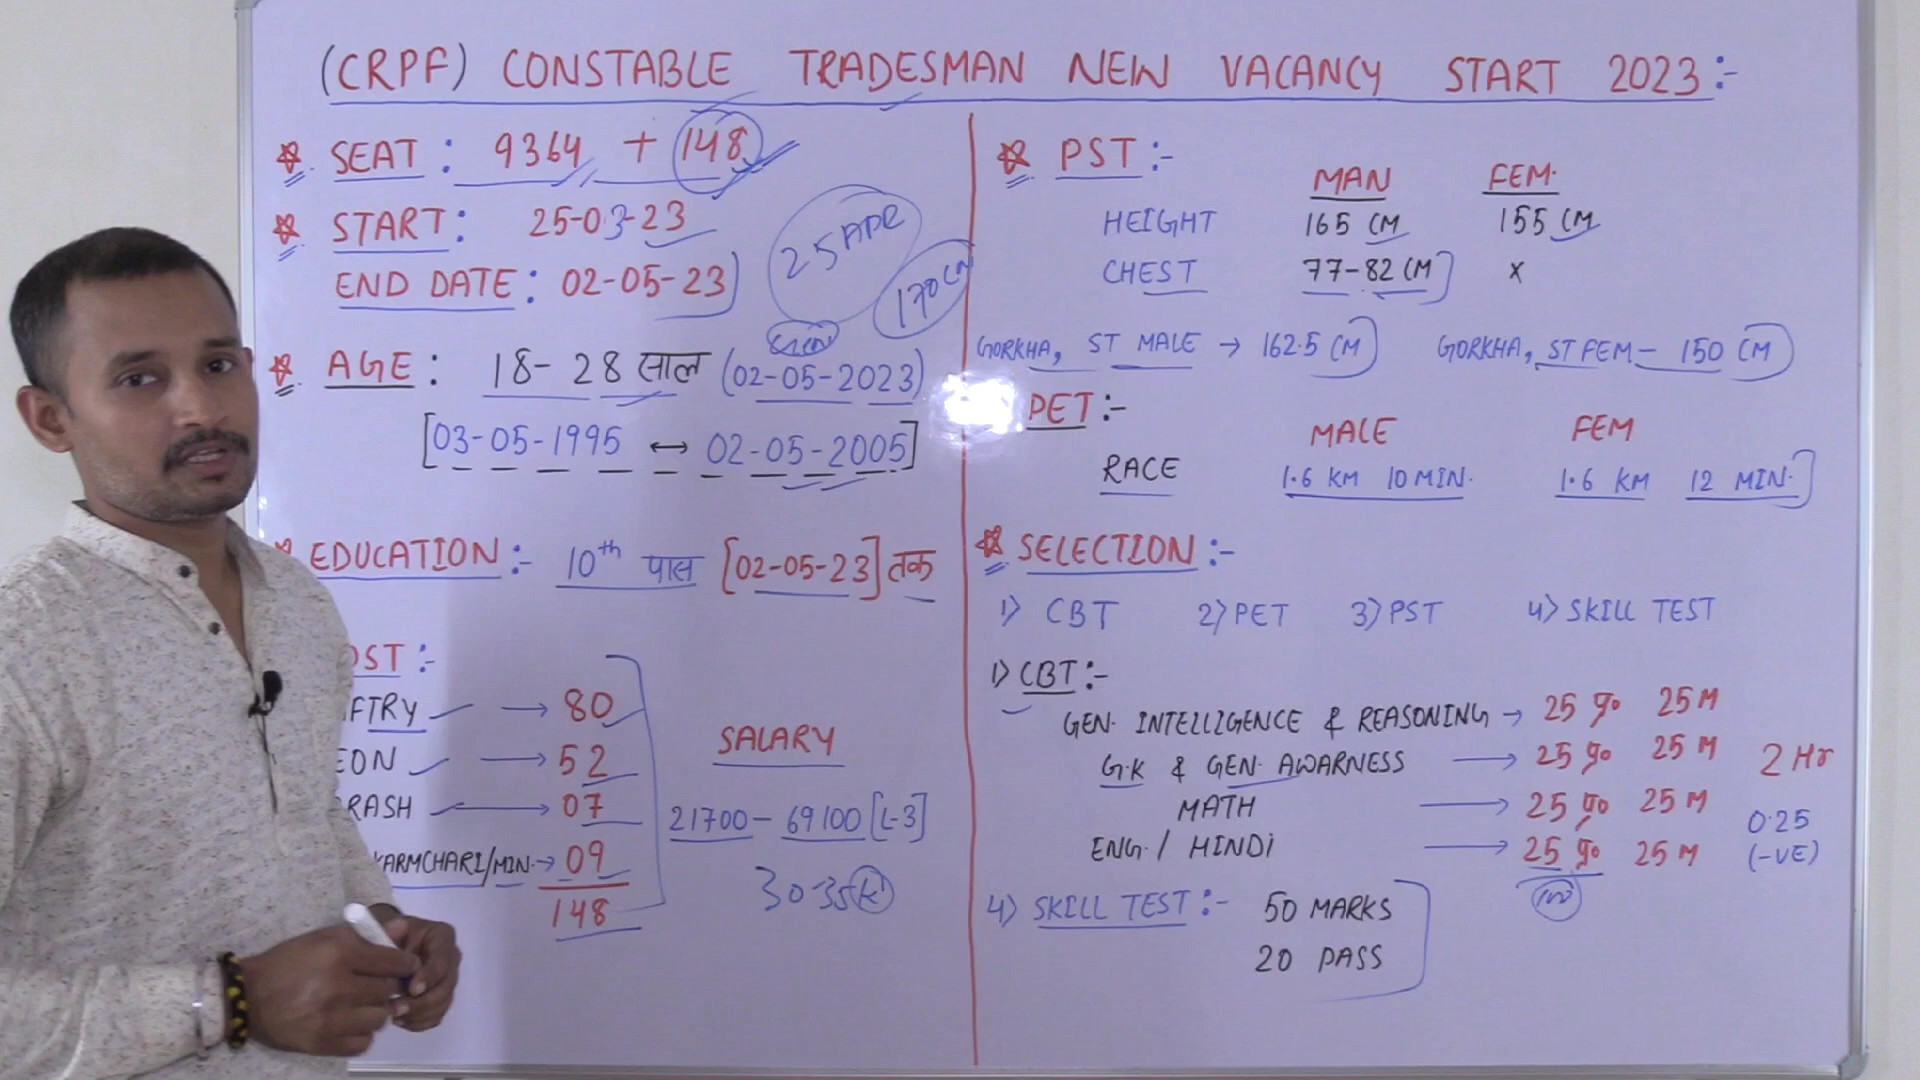 (CRPF) CONSTABLE TRADESMAN NEW VACANCY START 2023:-
SEAT: 9364 + 148
START: 25-03-23
END DATE: 02-05-23
25 APR
170 CM
AGE: 18-28 साल (02-05-2023)
[03-05-1995 ↔ 02-05-2005]
EDUCATION:- 10th पास [02-05-23] तक
OST:-
FTRY → 80
EON → 52
RASH → 07
KARMCHARI/MIN. → 09
148
SALARY
21700-69100 [L-3]
30-35 K
PST:-
MAN FEM.
HEIGHT 165 CM 155 CM
CHEST 77-82 CM x
GORKHA, ST MALE → 162.5 CM GORKHA, ST FEM- 150 CM
PET:-
MALE FEM
RACE 1.6 KM 10 MIN. 1.6 KM 12 MIN.
SELECTION:-
1) CBT 2) PET 3) PST 4) SKILL TEST
1) CBT:-
GEN. INTELLIGENCE & REASONING → 25 प्र० 25 M
G.K & GEN. AWARNESS → 25 प्र० 25 M
2 Hr
MATH → 25 प्र० 25 M
0.25
ENG. / HINDI → 25 प्र० 25 M
(-VE)
100
4) SKILL TEST:- 50 MARKS
20 PASS